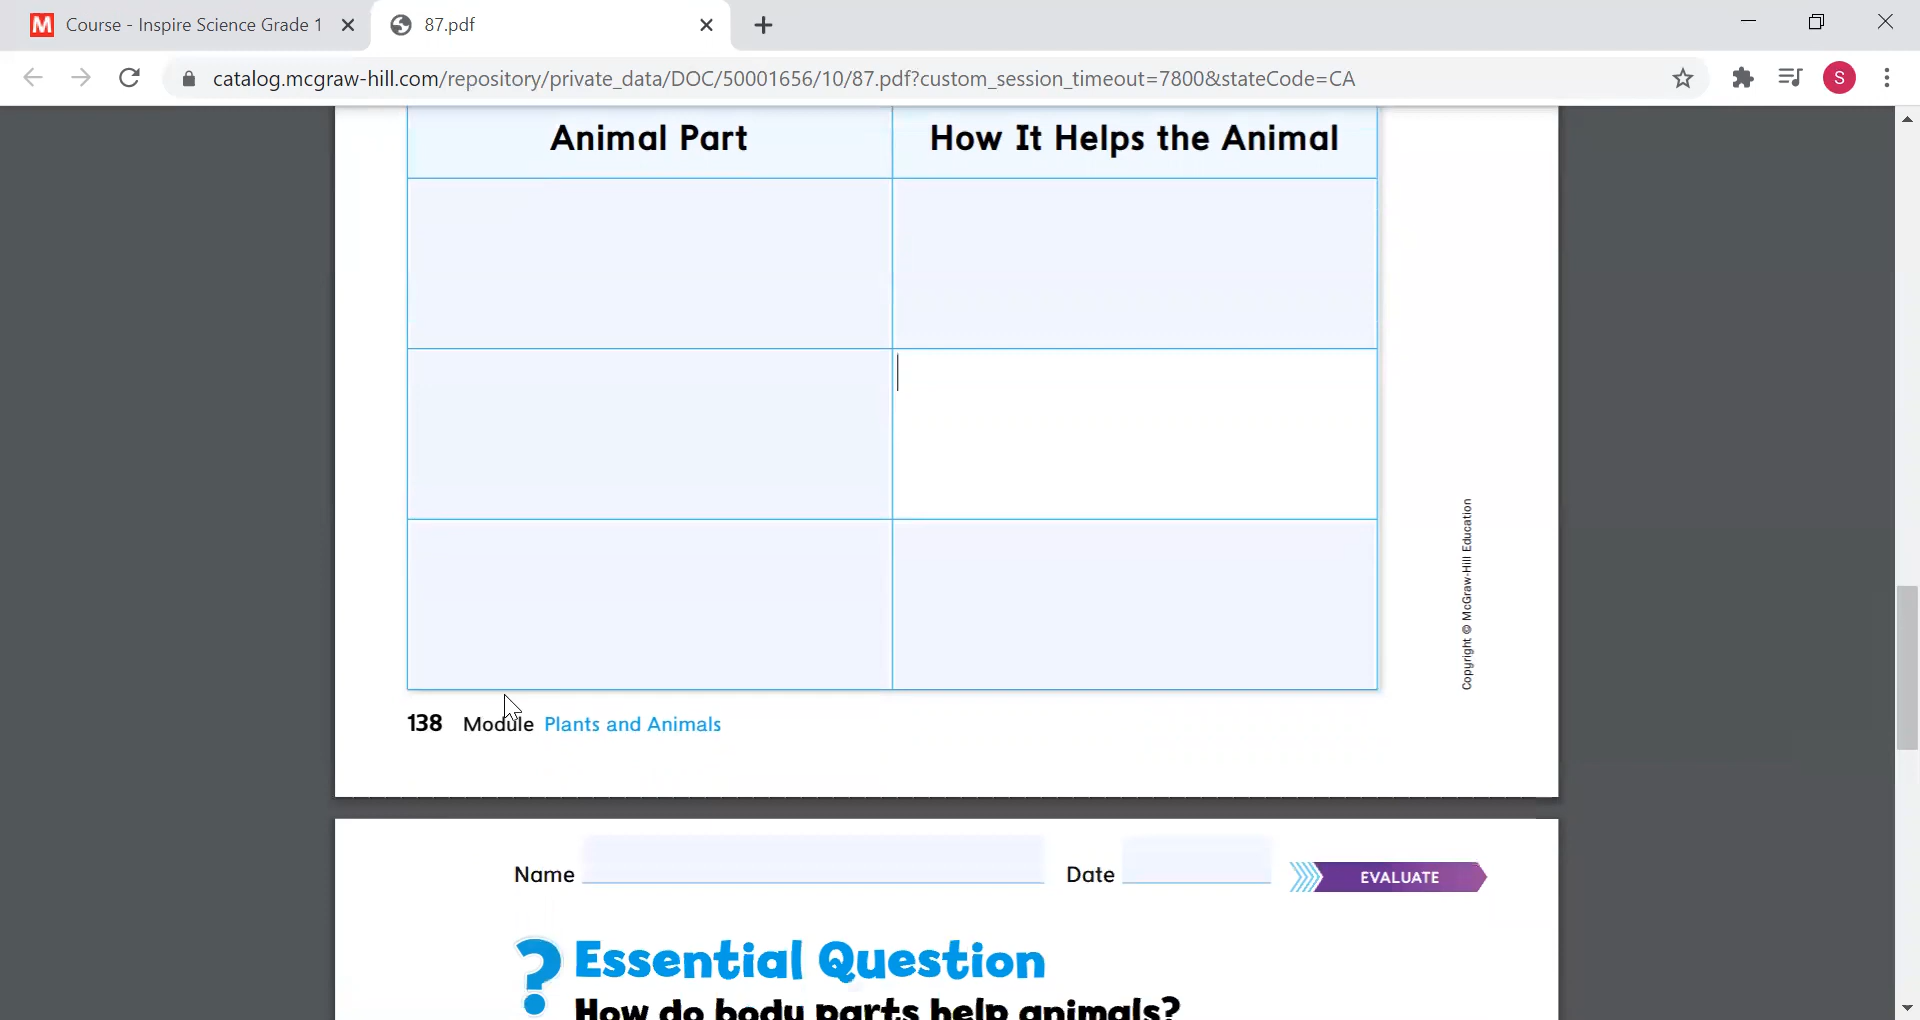 Course - Inspire Science Grade 1
87.pdf
catalog.mcgraw-hill.com/repository/private_data/DOC/50001656/10/87.pdf?custom_session_timeout=7800&stateCode=CA
S
Animal Part
How It Helps the Animal
Copyright © McGraw-Hill Education
138 Module Plants and Animals
Name
Date
EVALUATE
? Essential Question
How do body parts help animals?